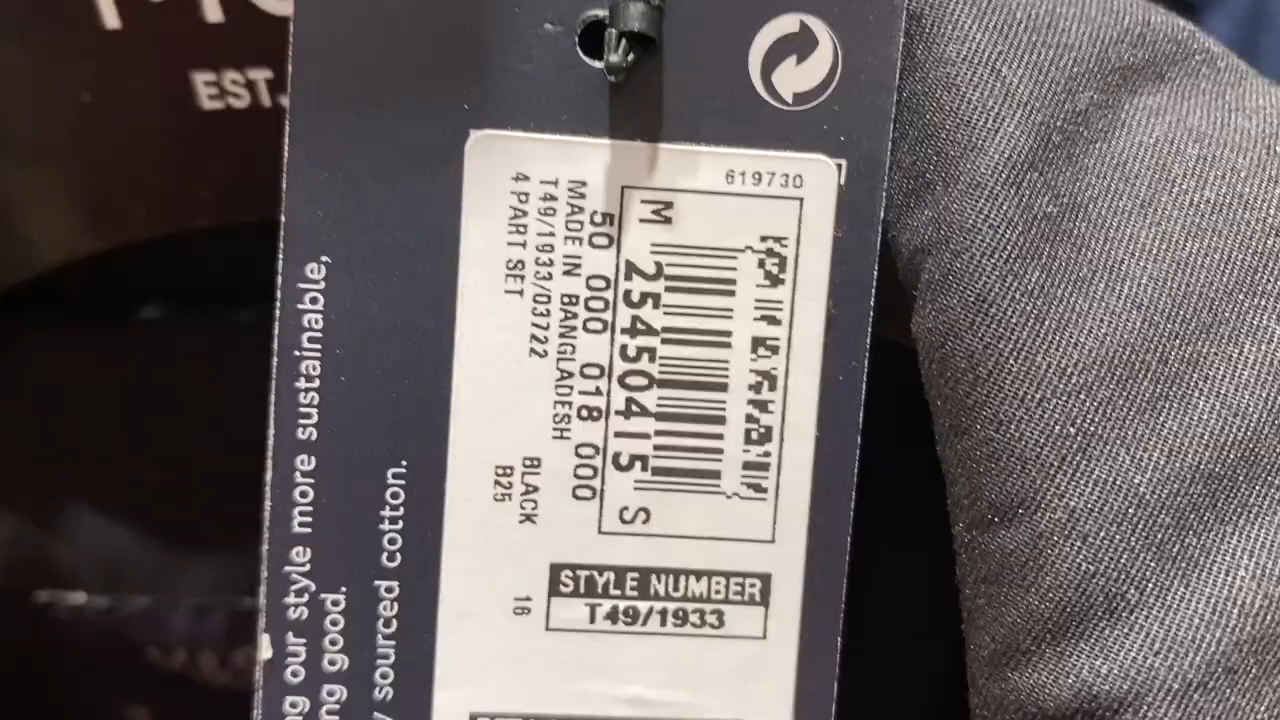 EST.
ng our style more sustainable,
ng good.
sourced cotton.
619730
M 25450415 S
50 000 018 000
MADE IN BANGLADESH
T49/1933/03722
4 PART SET
BLACK
B25
16
STYLE NUMBER
T49/1933